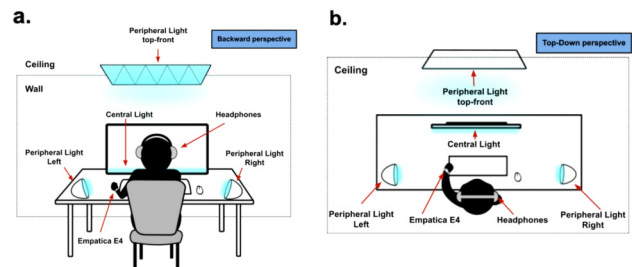 a.
Peripheral Light
top-front
Backward perspective
Ceiling
Wall
Central Light
Headphones
Peripheral Light
Left
Peripheral Light
Right
Empatica E4
b.
Top-Down perspective
Ceiling
Peripheral Light
top-front
Central Light
Peripheral Light
Left
Empatica E4
Headphones
Peripheral Light
Right